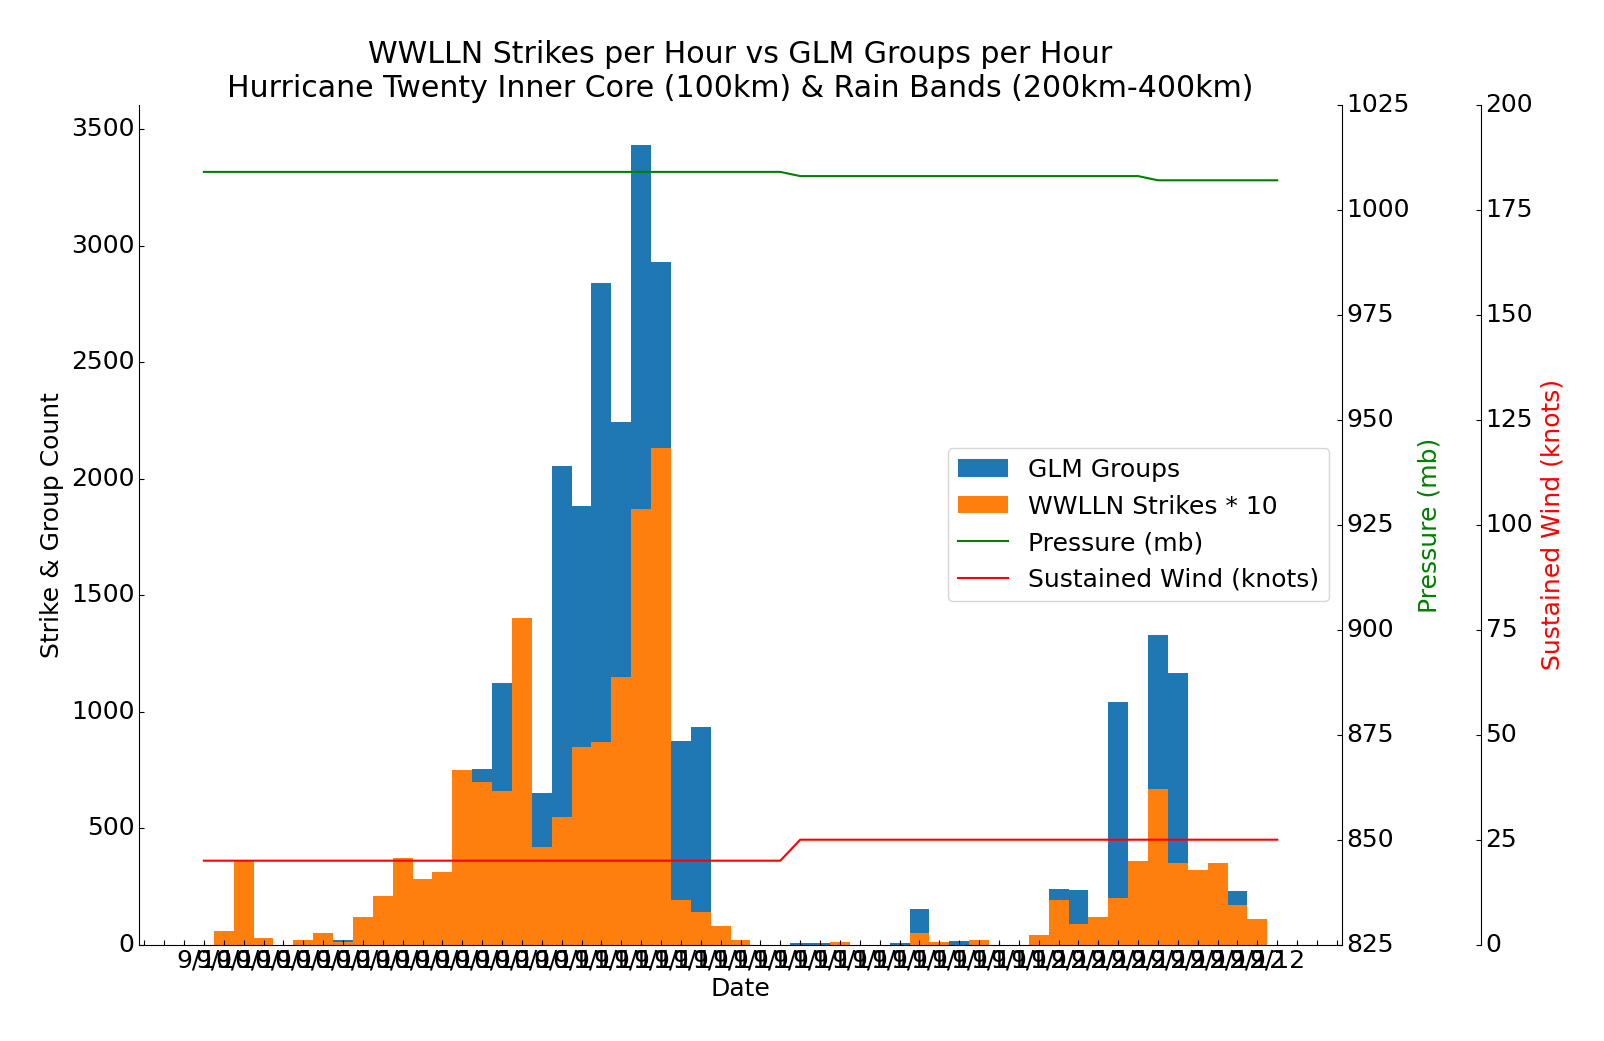 WWLLN Strikes per Hour vs GLM Groups per Hour
Hurricane Twenty Inner Core (100km) & Rain Bands (200km-400km)
Strike & Group Count
3500
3000
2500
2000
1500
1000
500
0
1025
1000
975
950
925
900
875
850
825
Pressure (mb)
200
175
150
125
100
75
50
25
0
Sustained Wind (knots)
GLM Groups
WWLLN Strikes * 10
Pressure (mb)
Sustained Wind (knots)
Date